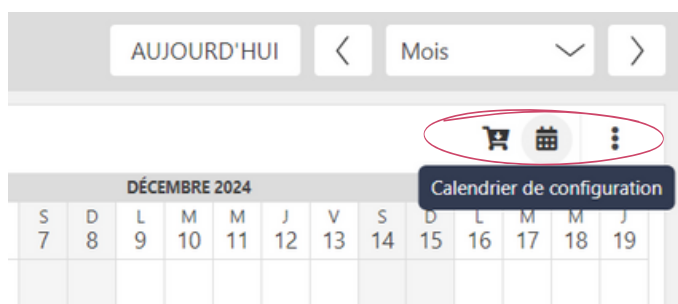 AUJOURD'HUI Mois
Calendrier de configuration
DÉCEMBRE 2024
S D L M M J V S D L M M J
7 8 9 10 11 12 13 14 15 16 17 18 19